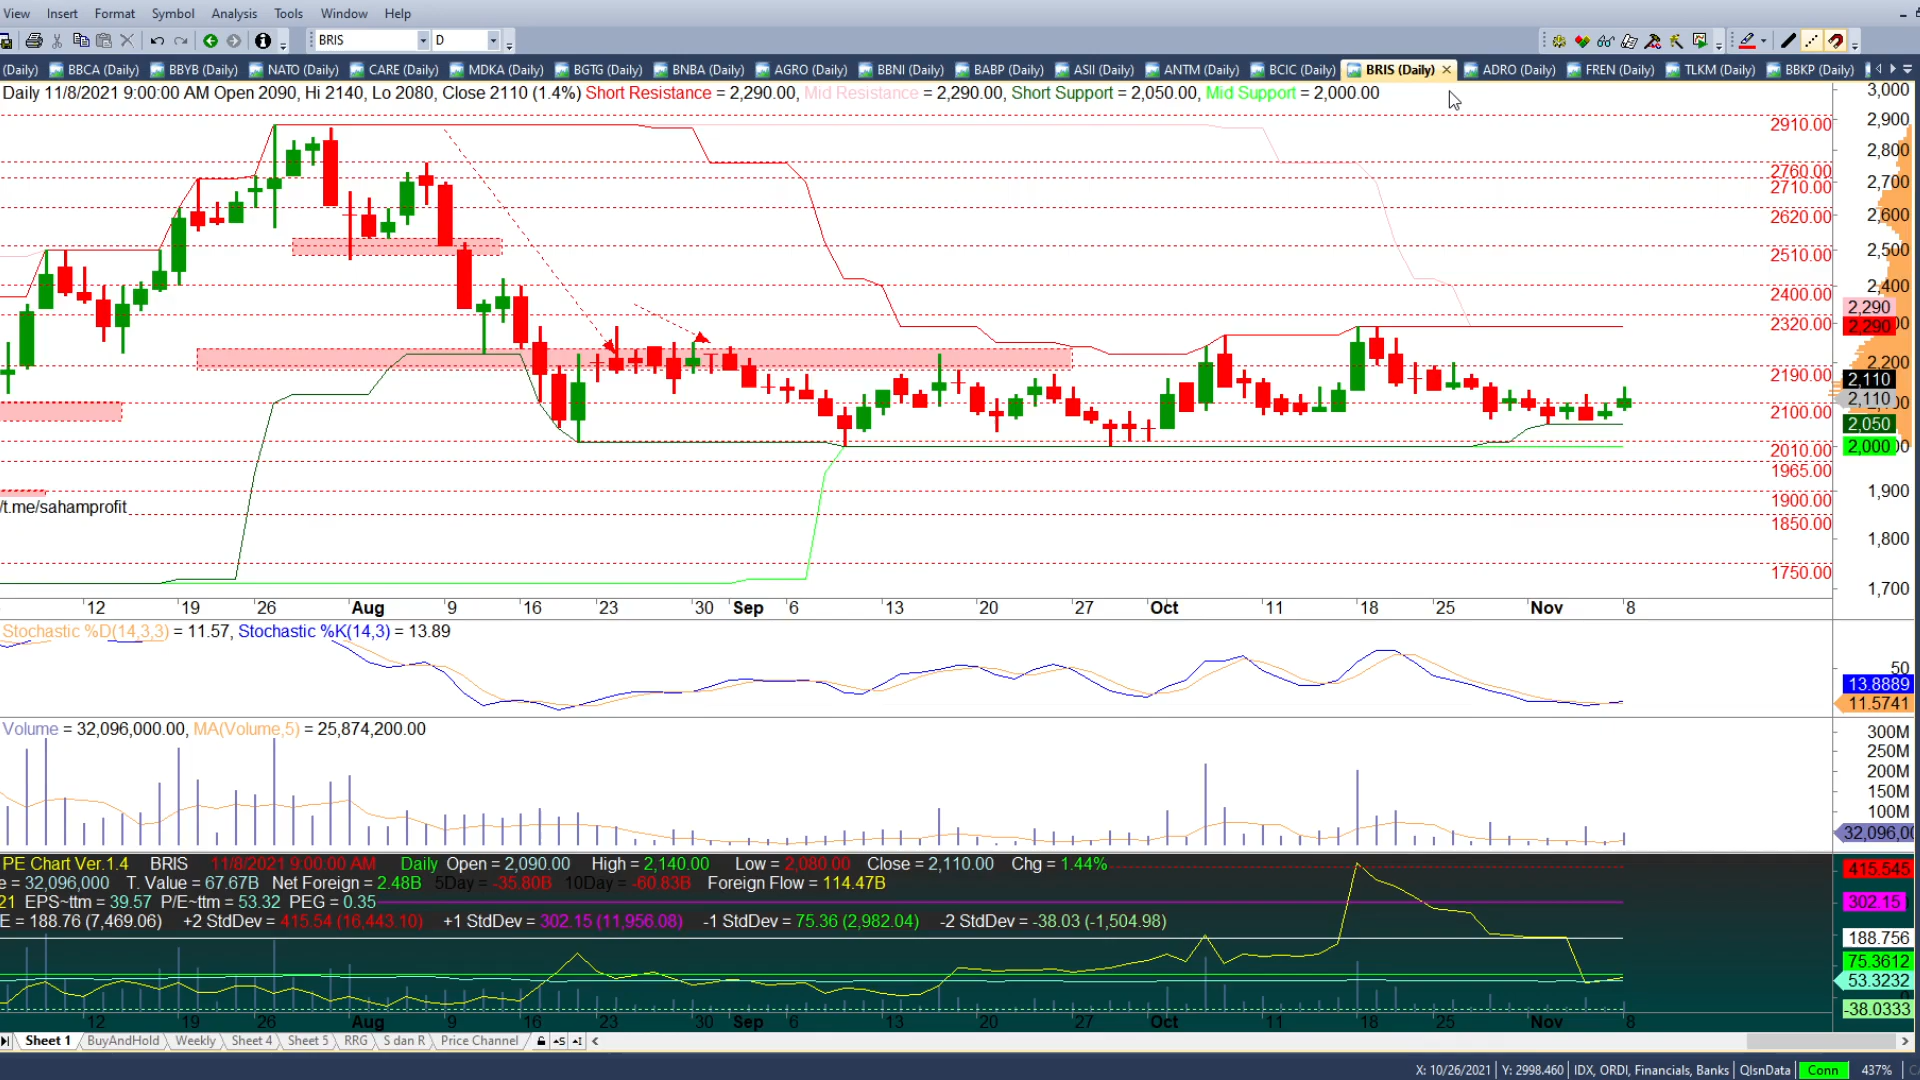 View Insert Format Symbol Analysis Tools Window Help
BRIS D
(Daily) BBCA (Daily) BBYB (Daily) NATO (Daily) CARE (Daily) MDKA (Daily) BGTG (Daily) BNBA (Daily) AGRO (Daily) BBNI (Daily) BABP (Daily) ASII (Daily) ANTM (Daily) BCIC (Daily) BRIS (Daily) ADRO (Daily) FREN (Daily) TLKM (Daily) BBKP (Daily)
Daily 11/8/2021 9:00:00 AM Open 2090, Hi 2140, Lo 2080, Close 2110 (1.4%) Short Resistance = 2,290.00, Mid Resistance = 2,290.00, Short Support = 2,050.00, Mid Support = 2,000.00
3,000
2,900
2910.00
2,800
2760.00
2,700
2710.00
2,600
2620.00
2,500
2510.00
2,400
2400.00
2,290
2320.00
2,290
2,200
2190.00
2,110
2,110
2100.00
2,050
2010.00
2,000
1965.00
1,900
1900.00
/t.me/sahamprofit
1850.00
1,800
1750.00
1,700
12 19 26 Aug 9 16 23 30 Sep 6 13 20 27 Oct 11 18 25 Nov 8
Stochastic %D(14,3,3) = 11.57, Stochastic %K(14,3) = 13.89
50
13.8889
11.5741
Volume = 32,096,000.00, MA(Volume,5) = 25,874,200.00
300M
250M
200M
150M
100M
32,096,00
PE Chart Ver.1.4 BRIS 11/8/2021 9:00:00 AM Daily Open = 2,090.00 High = 2,140.00 Low = 2,080.00 Close = 2,110.00 Chg = 1.44%
415.545
e = 32,096,000 T. Value = 67.67B Net Foreign = 2.48B 5Day = -35.80B 10Day = -60.83B Foreign Flow = 114.47B
21 EPS~ttm = 39.57 P/E~ttm = 53.32 PEG = 0.35
302.15
E = 188.76 (7,469.06) +2 StdDev = 415.54 (16,443.10) +1 StdDev = 302.15 (11,956.08) -1 StdDev = 75.36 (2,982.04) -2 StdDev = -38.03 (-1,504.98)
188.756
75.3612
53.3232
-38.0333
12 19 26 Aug 9 16 23 30 Sep 6 13 20 27 Oct 11 18 25 Nov 8
Sheet 1 BuyAndHold Weekly Sheet 4 Sheet 5 RRG S dan R Price Channel
X: 10/26/2021 Y: 2998.460 IDX, ORDI, Financials, Banks QlsnData Conn 437%